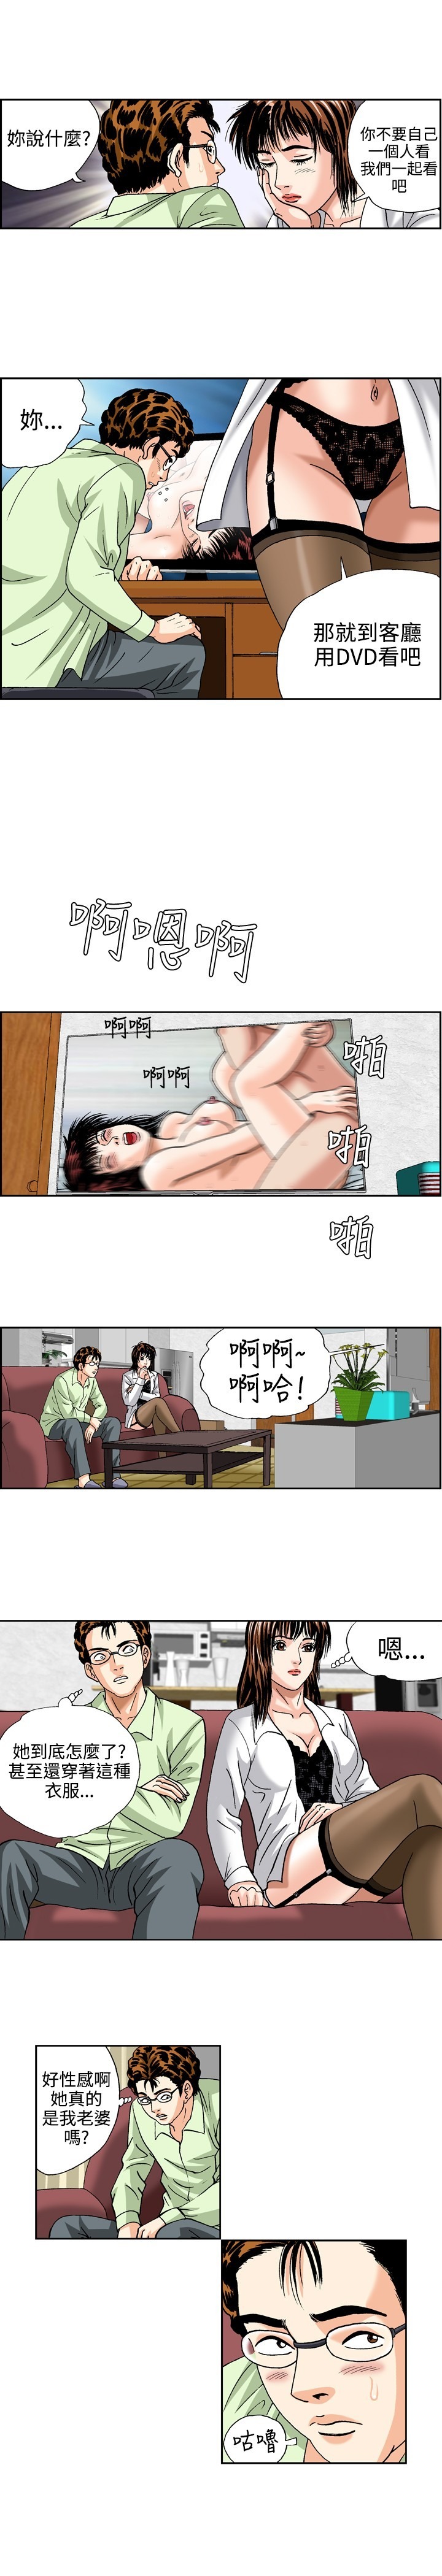 妳說什麼?
你不要自己
一個人看
我們一起看
吧
妳...
那就到客廳
用DVD看吧
啊嗯啊
啊啊
啊啊
啪
啪
啪
啊啊~
啊哈!
嗯...
她到底怎麼了?
甚至還穿著這種
衣服...
好性感啊
她真的
是我老婆
嗎?
咕嚕